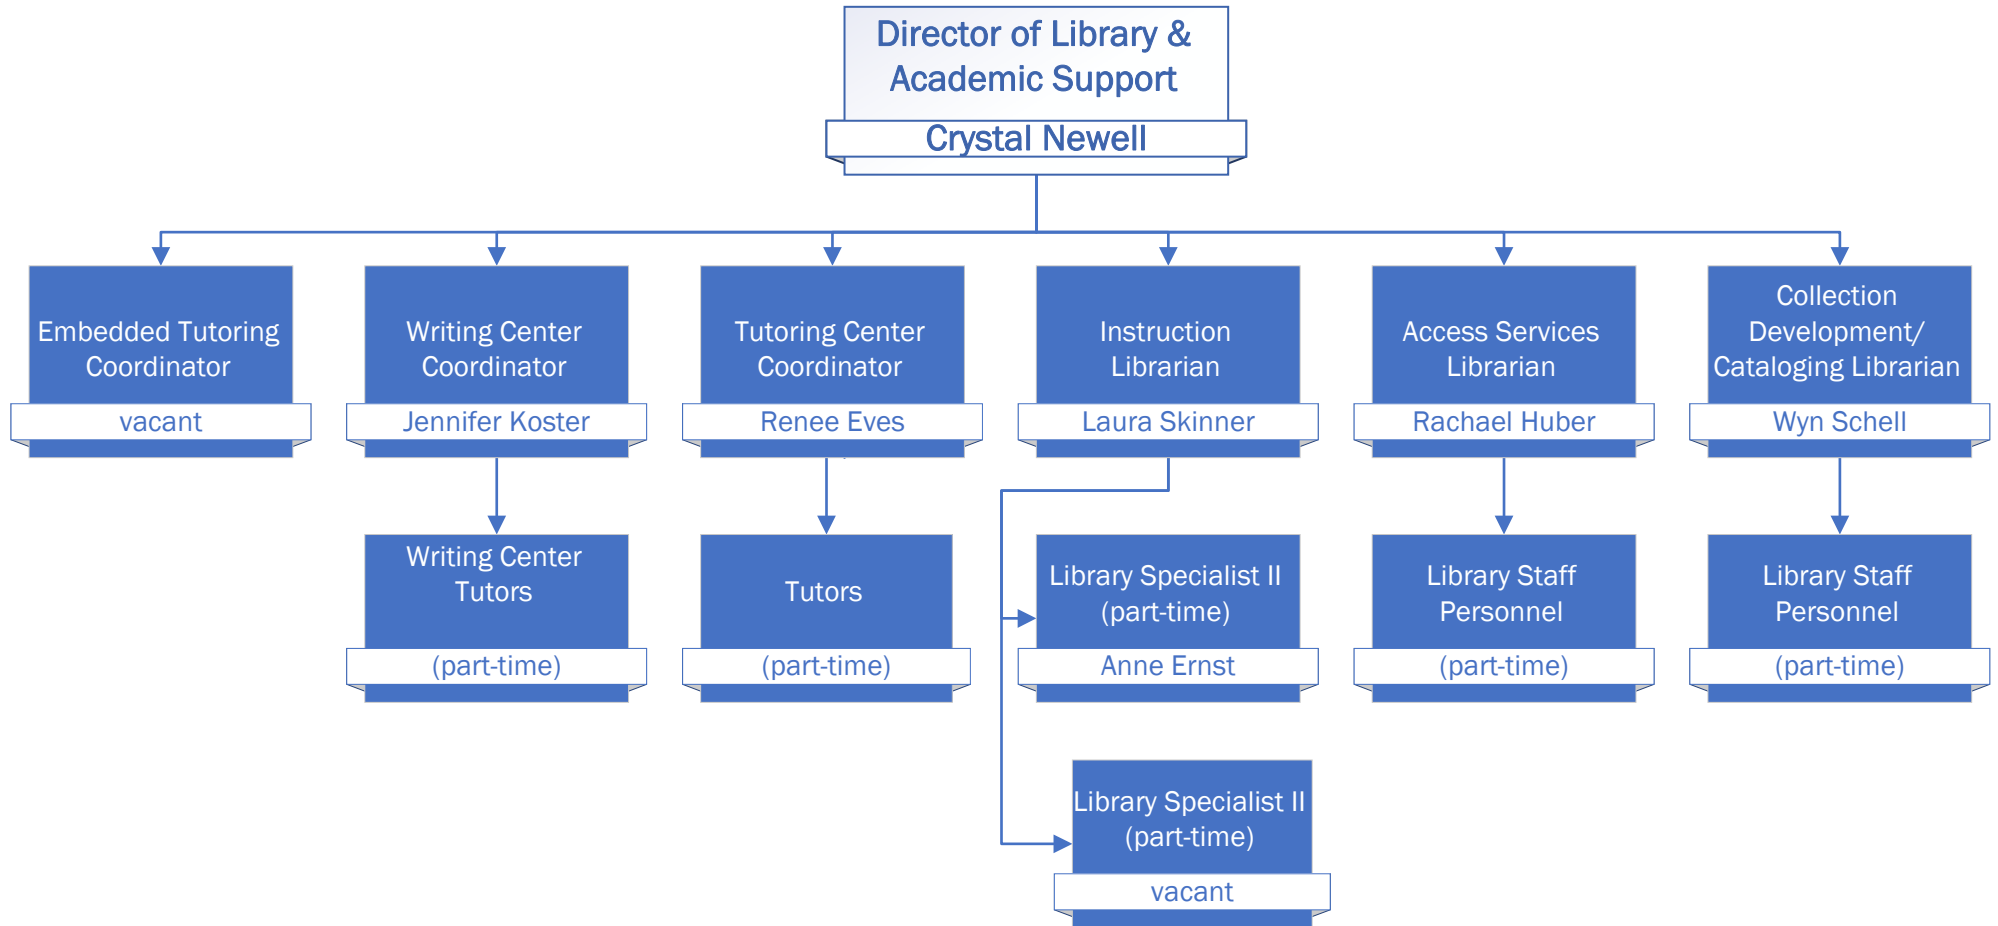 Director of Library &
Academic Support
Crystal Newell
Embedded Tutoring
Coordinator
vacant
Writing Center
Coordinator
Jennifer Koster
Tutoring Center
Coordinator
Renee Eves
Instruction
Librarian
Laura Skinner
Access Services
Librarian
Rachael Huber
Collection
Development/
Cataloging Librarian
Wyn Schell
Writing Center
Tutors
(part-time)
Tutors
(part-time)
Library Specialist II
(part-time)
Anne Ernst
Library Staff
Personnel
(part-time)
Library Staff
Personnel
(part-time)
Library Specialist II
(part-time)
vacant